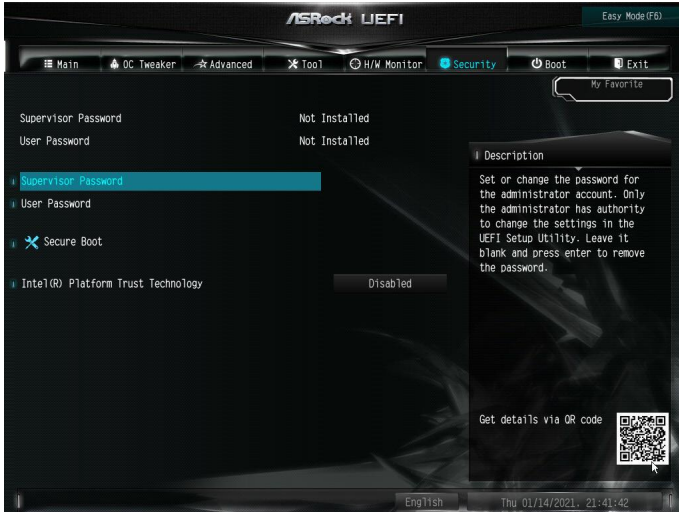 ASRock UEFI
Easy Mode(F6)
Main
OC Tweaker
Advanced
Tool
H/W Monitor
Security
Boot
Exit
My Favorite
Supervisor Password Not Installed
User Password Not Installed
Supervisor Password
User Password
Secure Boot
Intel(R) Platform Trust Technology Disabled
Description
Set or change the password for
the administrator account. Only
the administrator has authority
to change the settings in the
UEFI Setup Utility. Leave it
blank and press enter to remove
the password.
Get details via QR code
English
Thu 01/14/2021, 21:41:42